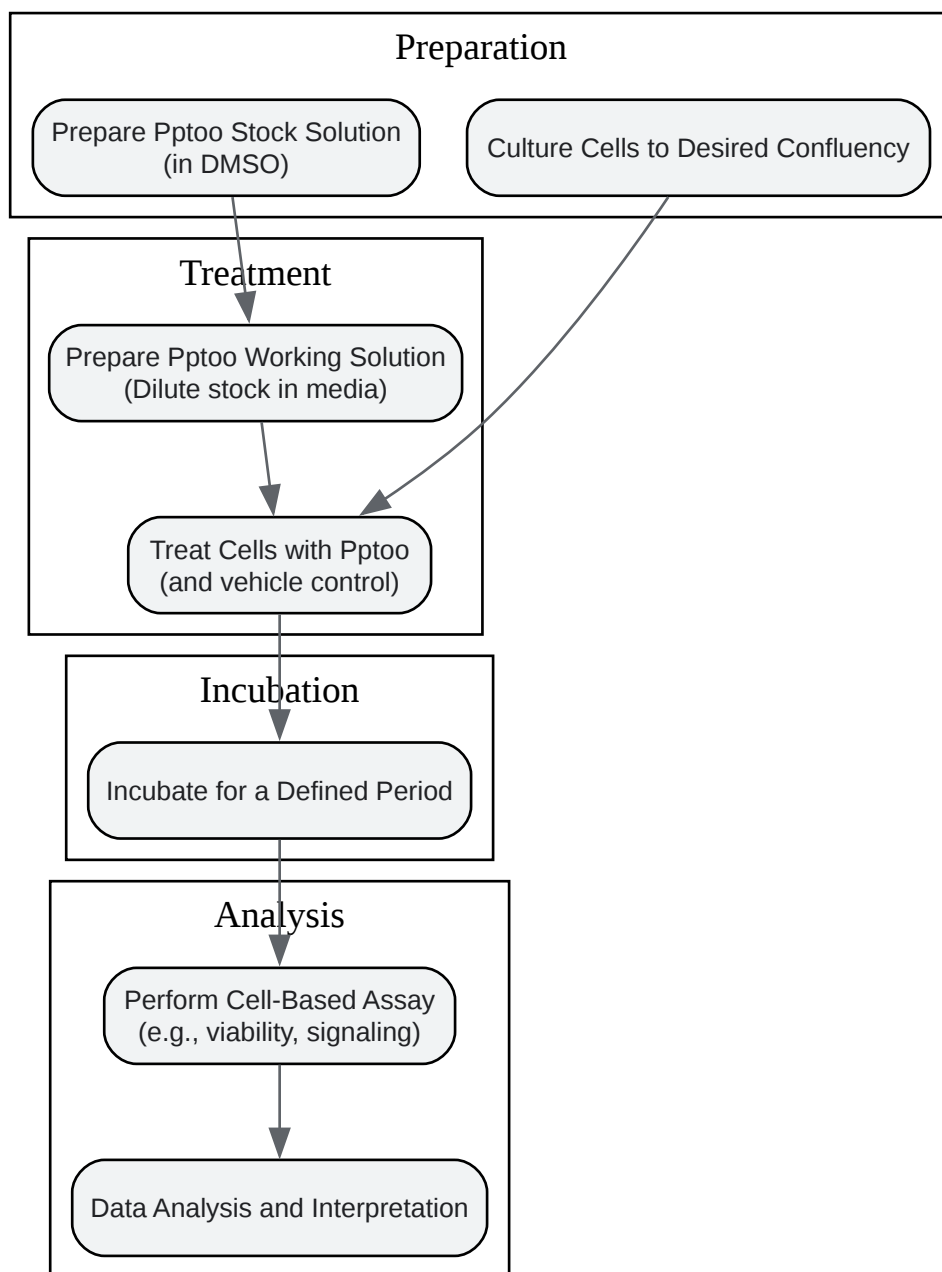 Preparation
Prepare Pptoo Stock Solution
(in DMSO)
Culture Cells to Desired Confluency
Treatment
Prepare Pptoo Working Solution
(Dilute stock in media)
Treat Cells with Pptoo
(and vehicle control)
Incubation
Incubate for a Defined Period
Analysis
Perform Cell-Based Assay
(e.g., viability, signaling)
Data Analysis and Interpretation